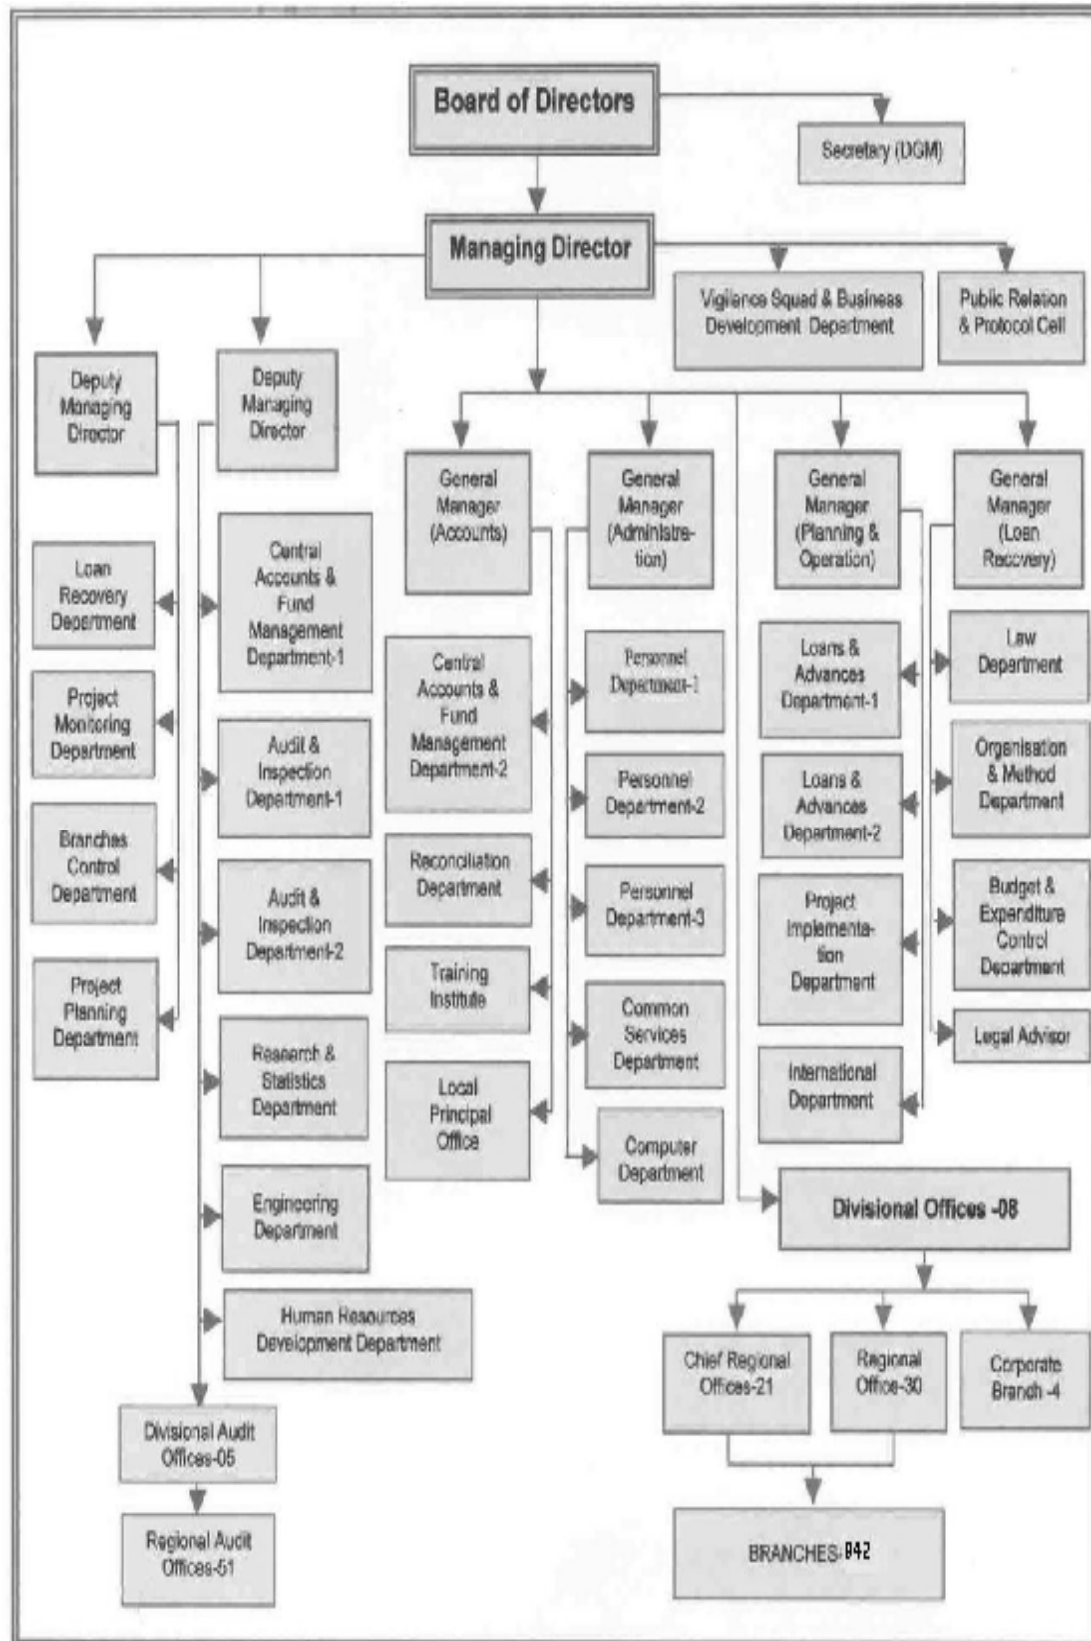 Board of Directors
Secretary (DGM)
Managing Director
Vigilance Squad & Business
Development Department
Public Relation
& Protocol Cell
Deputy
Managing
Director
Deputy
Managing
Director
General
Manager
(Accounts)
General
Manager
(Administra-
tion)
General
Manager
(Planning &
Operation)
General
Manager
(Loan
Recovery)
Loan
Recovery
Department
Project
Monitoring
Department
Branches
Control
Department
Project
Planning
Department
Central
Accounts &
Fund
Management
Department-1
Audit &
Inspection
Department-1
Audit &
Inspection
Department-2
Research &
Statistics
Department
Engineering
Department
Human Resources
Development Department
Divisional Audit
Offices-05
Regional Audit
Offices-51
Central
Accounts &
Fund
Management
Department-2
Reconciliation
Department
Training
Institute
Local
Principal
Office
Personnel
Department-1
Personnel
Department-2
Personnel
Department-3
Common
Services
Department
Computer
Department
Loans &
Advances
Department-1
Loans &
Advances
Department-2
Project
Implementa-
tion
Department
International
Department
Law
Department
Organisation
& Method
Department
Budget &
Expenditure
Control
Department
Legal Advisor
Divisional Offices -08
Chief Regional
Offices-21
Regional
Office-30
Corporate
Branch -4
BRANCHES-